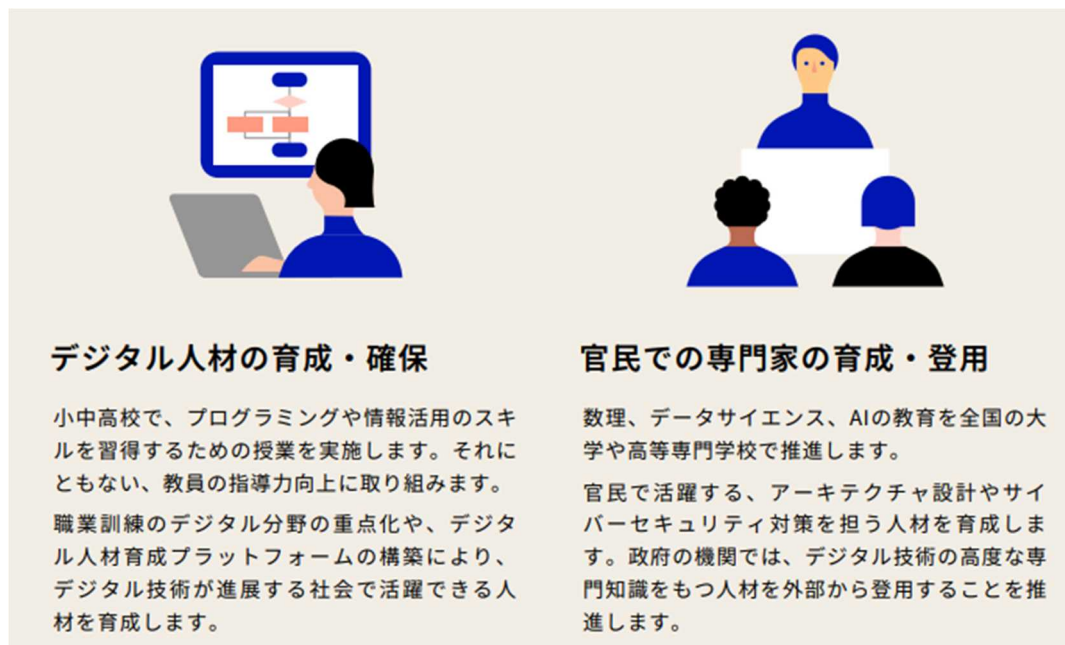 デジタル人材の育成・確保
小中高校で、プログラミングや情報活用のスキ
ルを習得するための授業を実施します。それに
ともない、教員の指導力向上に取り組みます。
職業訓練のデジタル分野の重点化や、デジタ
ル人材育成プラットフォームの構築により、
デジタル技術が進展する社会で活躍できる人
材を育成します。
官民での専門家の育成・登用
数理、データサイエンス、AIの教育を全国の大
学や高等専門学校で推進します。
官民で活躍する、アーキテクチャ設計やサイ
バーセキュリティ対策を担う人材を育成しま
す。政府の機関では、デジタル技術の高度な専
門知識をもつ人材を外部から登用することを推
進します。